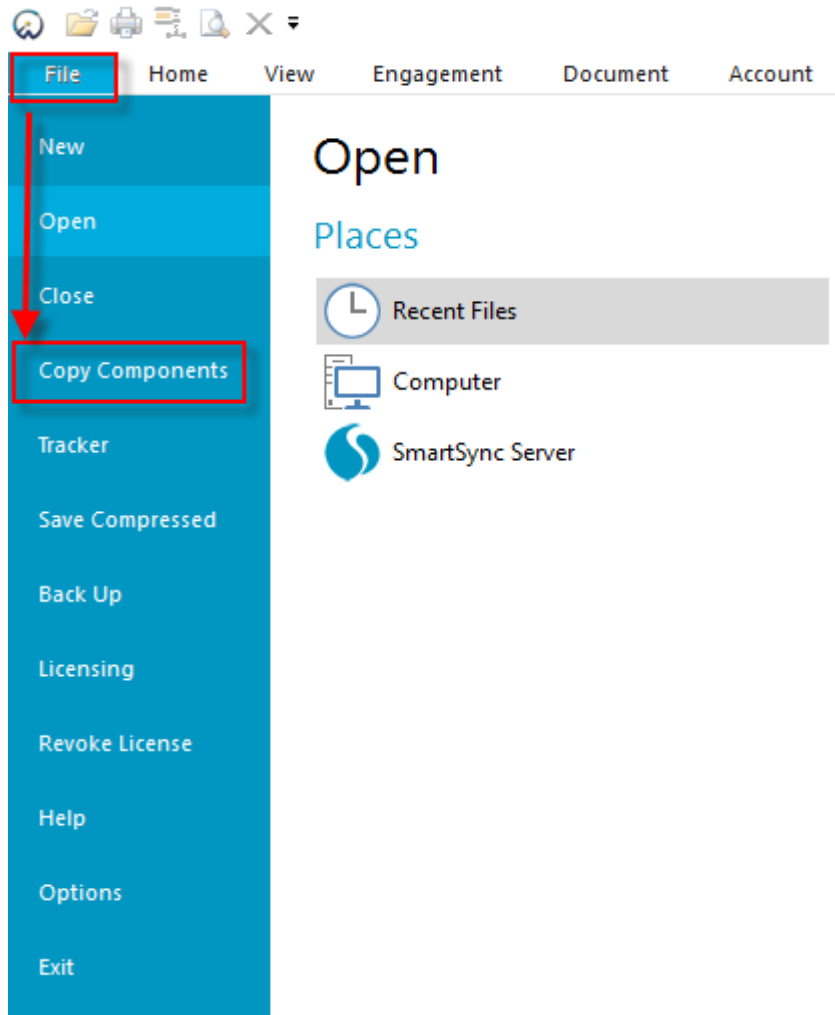 File Home View Engagement Document Account
New
Open
Close
Copy Components
Tracker
Save Compressed
Back Up
Licensing
Revoke License
Help
Options
Exit
Open
Places
Recent Files
Computer
SmartSync Server